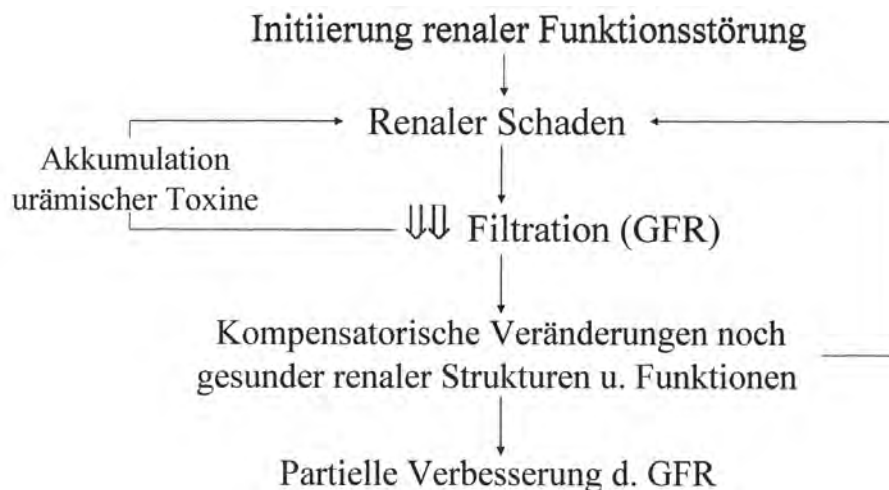 Initiierung renaler Funktionsstörung
Renaler Schaden
Akkumulation
urämischer Toxine
⇓⇓ Filtration (GFR)
Kompensatorische Veränderungen noch
gesunder renaler Strukturen u. Funktionen
Partielle Verbesserung d. GFR